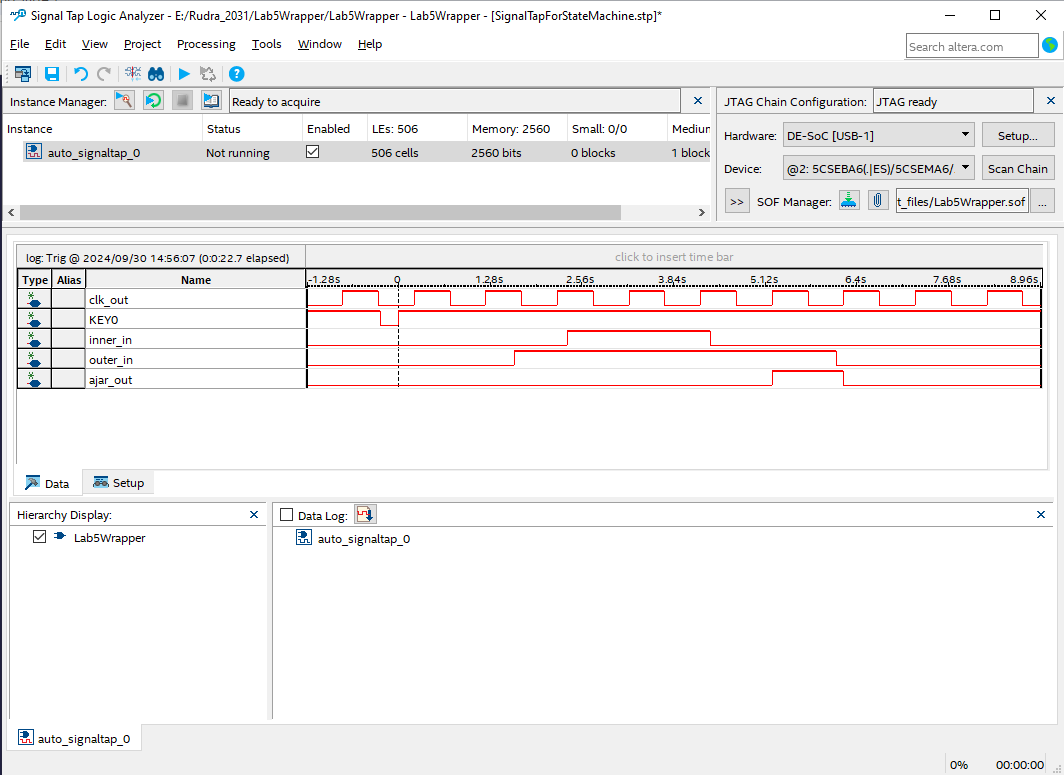 Signal Tap Logic Analyzer - E:/Rudra_2031/Lab5Wrapper/Lab5Wrapper - Lab5Wrapper - [SignalTapForStateMachine.stp]*
File Edit View Project Processing Tools Window Help
Search altera.com
Instance Manager: Ready to acquire
Instance Status Enabled LEs: 506 Memory: 2560 Small: 0/0 Mediur
auto_signaltap_0 Not running 506 cells 2560 bits 0 blocks 1 block
JTAG Chain Configuration: JTAG ready
Hardware: DE-SoC [USB-1] Setup...
Device: @2: 5CSEBA6(.|ES)/5CSEMA6/. Scan Chain
>> SOF Manager: t_files/Lab5Wrapper.sof ...
log: Trig @ 2024/09/30 14:56:07 (0:0:22.7 elapsed) click to insert time bar
Type Alias Name -1.28s 0 1.28s 2.56s 3.84s 5.12s 6.4s 7.68s 8.96s
clk_out
KEY0
inner_in
outer_in
ajar_out
Data Setup
Hierarchy Display:
Lab5Wrapper
Data Log:
auto_signaltap_0
auto_signaltap_0
0% 00:00:00